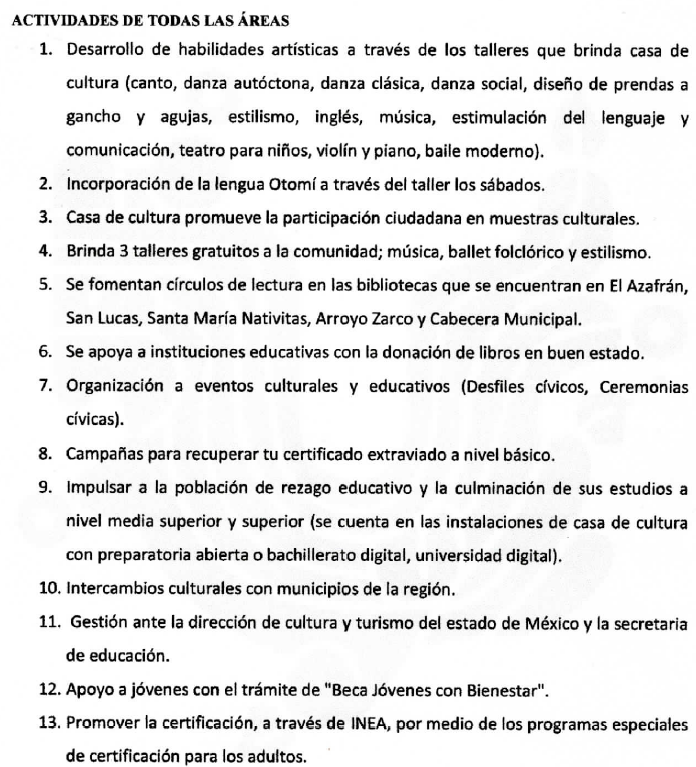 ACTIVIDADES DE TODAS LAS ÁREAS
1. Desarrollo de habilidades artísticas a través de los talleres que brinda casa de
cultura (canto, danza autóctona, danza clásica, danza social, diseño de prendas a
gancho y agujas, estilismo, inglés, música, estimulación del lenguaje y
comunicación, teatro para niños, violín y piano, baile moderno).
2. Incorporación de la lengua Otomí a través del taller los sábados.
3. Casa de cultura promueve la participación ciudadana en muestras culturales.
4. Brinda 3 talleres gratuitos a la comunidad; música, ballet folclórico y estilismo.
5. Se fomentan círculos de lectura en las bibliotecas que se encuentran en El Azafrán,
San Lucas, Santa María Nativitas, Arroyo Zarco y Cabecera Municipal.
6. Se apoya a instituciones educativas con la donación de libros en buen estado.
7. Organización a eventos culturales y educativos (Desfiles cívicos, Ceremonias
cívicas).
8. Campañas para recuperar tu certificado extraviado a nivel básico.
9. Impulsar a la población de rezago educativo y la culminación de sus estudios a
nivel media superior y superior (se cuenta en las instalaciones de casa de cultura
con preparatoria abierta o bachillerato digital, universidad digital).
10. Intercambios culturales con municipios de la región.
11. Gestión ante la dirección de cultura y turismo del estado de México y la secretaria
de educación.
12. Apoyo a jóvenes con el trámite de "Beca Jóvenes con Bienestar".
13. Promover la certificación, a través de INEA, por medio de los programas especiales
de certificación para los adultos.